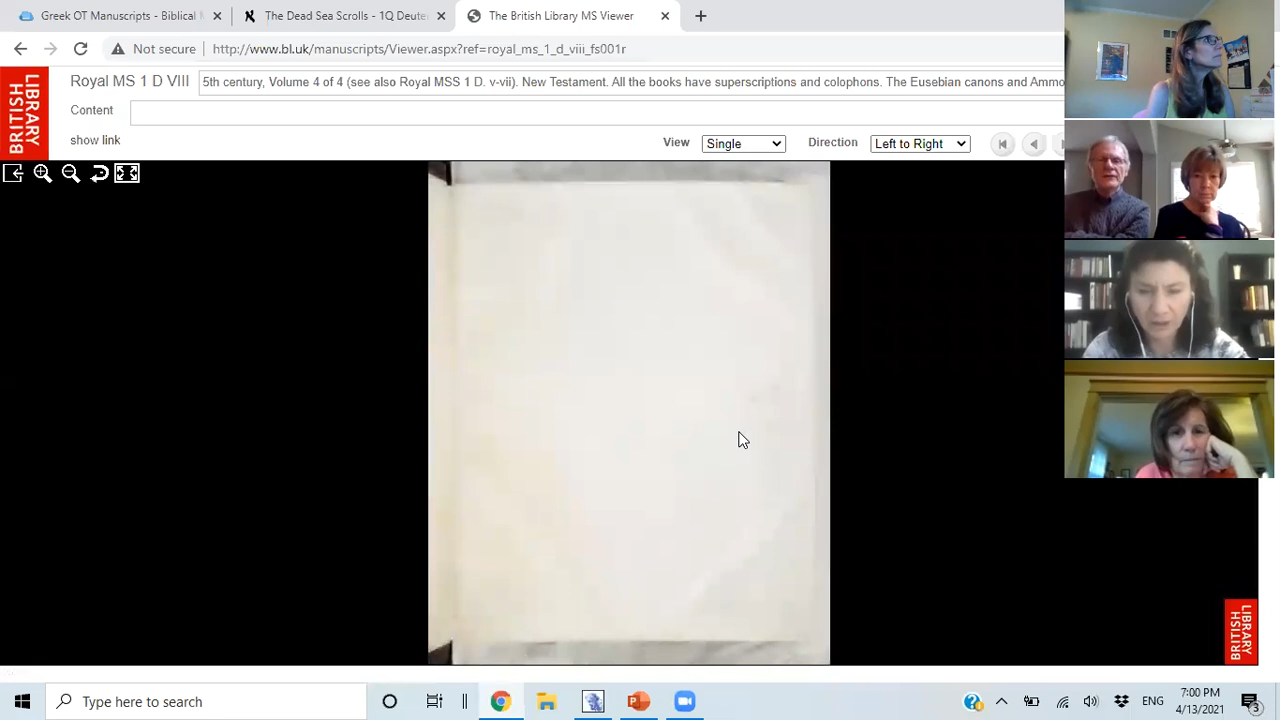 Greek OT Manuscripts - Biblical M
The Dead Sea Scrolls - 1Q Deute
The British Library MS Viewer
Not secure
http://www.bl.uk/manuscripts/Viewer.aspx?ref=royal_ms_1_d_viii_fs001r
BRITISH LIBRARY
Royal MS 1 D VIII
5th century, Volume 4 of 4 (see also Royal MSS 1 D. v-vii). New Testament. All the books have superscriptions and colophons. The Eusebian canons and Ammo
Content
show link
View
Single
Direction
Left to Right
BRITISH LIBRARY
Type here to search
ENG
7:00 PM
4/13/2021
3